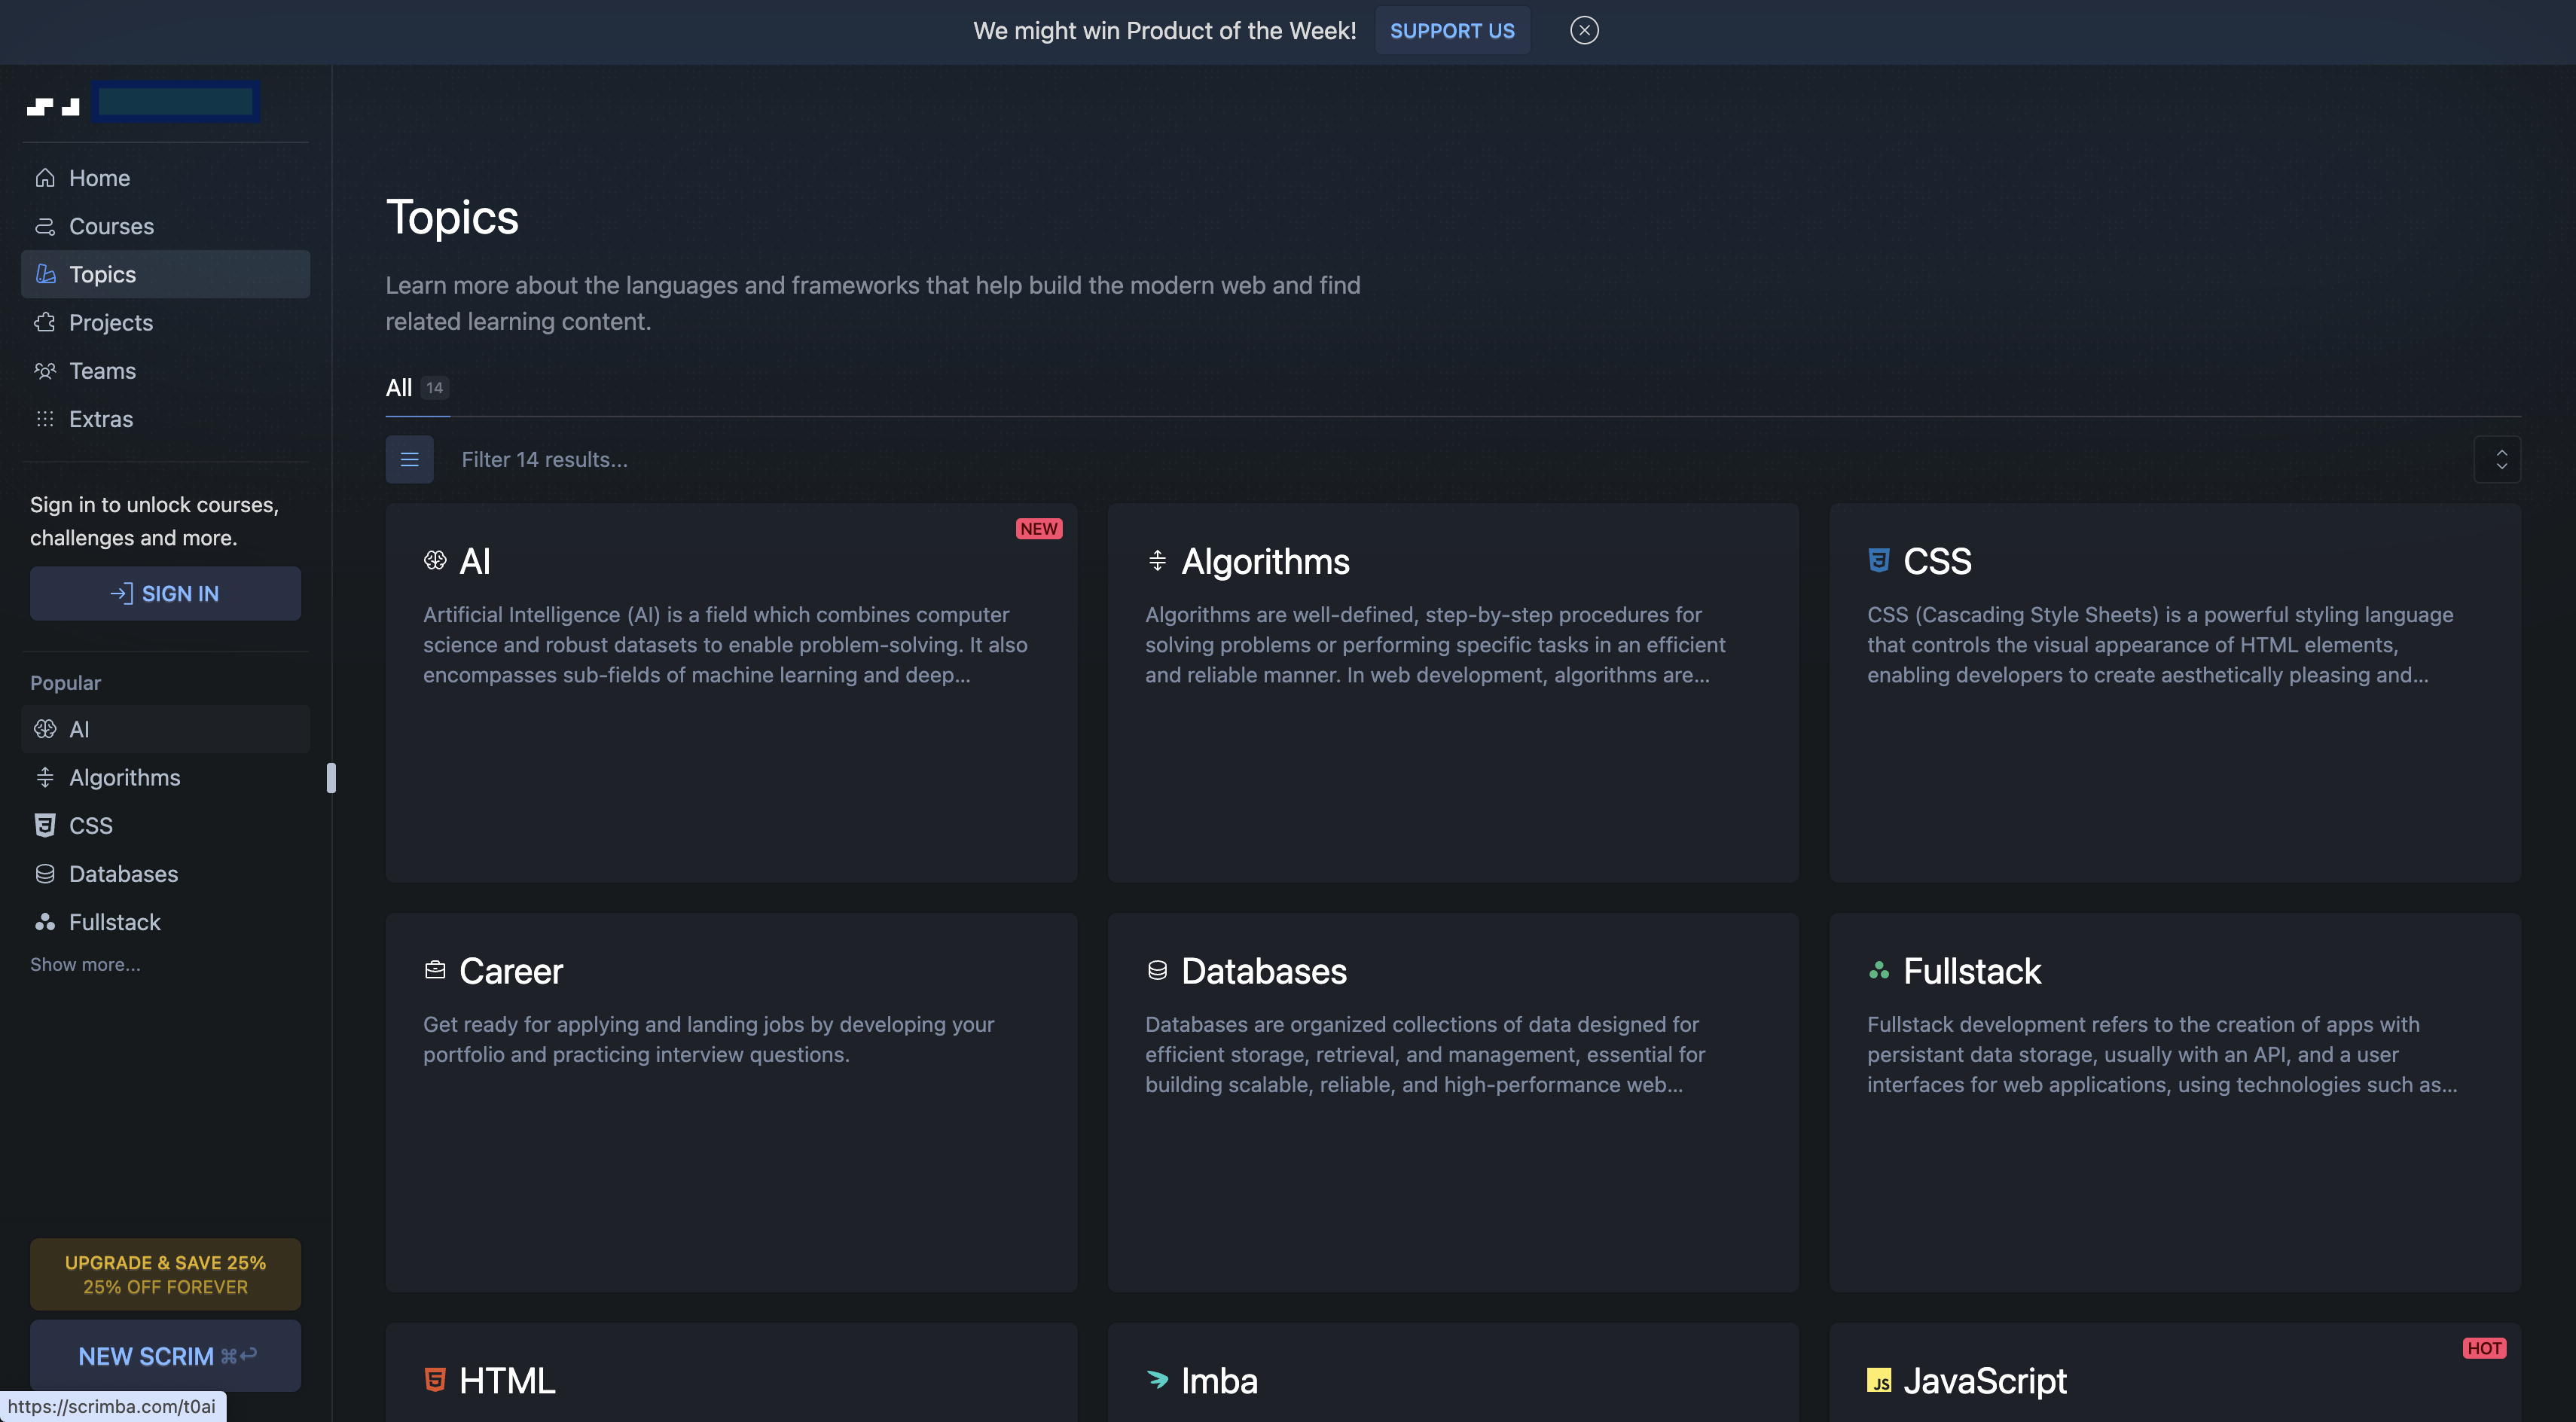 We might win Product of the Week!
SUPPORT US
Home
Courses
Topics
Projects
Teams
Extras
Sign in to unlock courses,
challenges and more.
SIGN IN
Popular
AI
Algorithms
CSS
Databases
Fullstack
Show more...
UPGRADE & SAVE 25%
25% OFF FOREVER
NEW SCRIM ⌘↩
https://scrimba.com/t0ai
Topics
Learn more about the languages and frameworks that help build the modern web and find
related learning content.
All 14
Filter 14 results...
NEW
AI
Artificial Intelligence (AI) is a field which combines computer
science and robust datasets to enable problem-solving. It also
encompasses sub-fields of machine learning and deep...
Algorithms
Algorithms are well-defined, step-by-step procedures for
solving problems or performing specific tasks in an efficient
and reliable manner. In web development, algorithms are...
CSS
CSS (Cascading Style Sheets) is a powerful styling language
that controls the visual appearance of HTML elements,
enabling developers to create aesthetically pleasing and...
Career
Get ready for applying and landing jobs by developing your
portfolio and practicing interview questions.
Databases
Databases are organized collections of data designed for
efficient storage, retrieval, and management, essential for
building scalable, reliable, and high-performance web...
Fullstack
Fullstack development refers to the creation of apps with
persistant data storage, usually with an API, and a user
interfaces for web applications, using technologies such as...
HTML
Imba
HOT
JS JavaScript